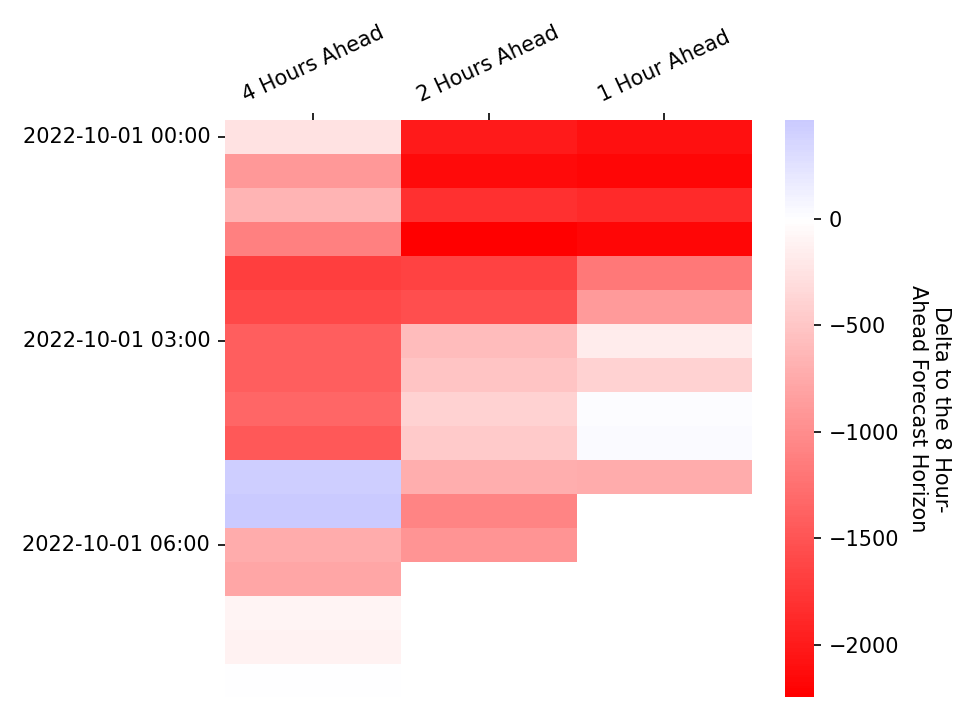 4 Hours Ahead
2 Hours Ahead
1 Hour Ahead
2022-10-01 00:00
2022-10-01 03:00
2022-10-01 06:00
0
−500
−1000
−1500
−2000
Delta to the 8 Hour-
Ahead Forecast Horizon